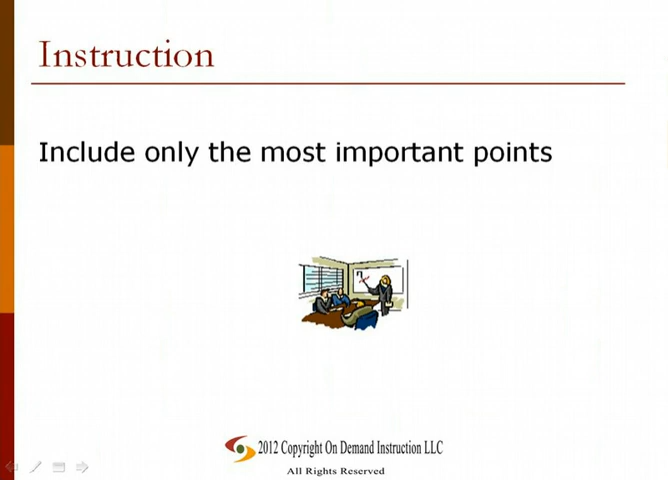 Instruction
Include only the most important points
2012 Copyright On Demand Instruction LLC
All Rights Reserved